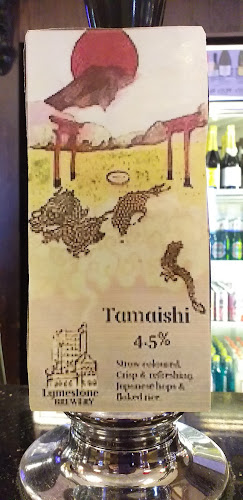 Tamaishi
4.5%
Straw coloured.
Crisp & refreshing.
Japanese hops &
flaked rice.
Lymestone
BREWERY